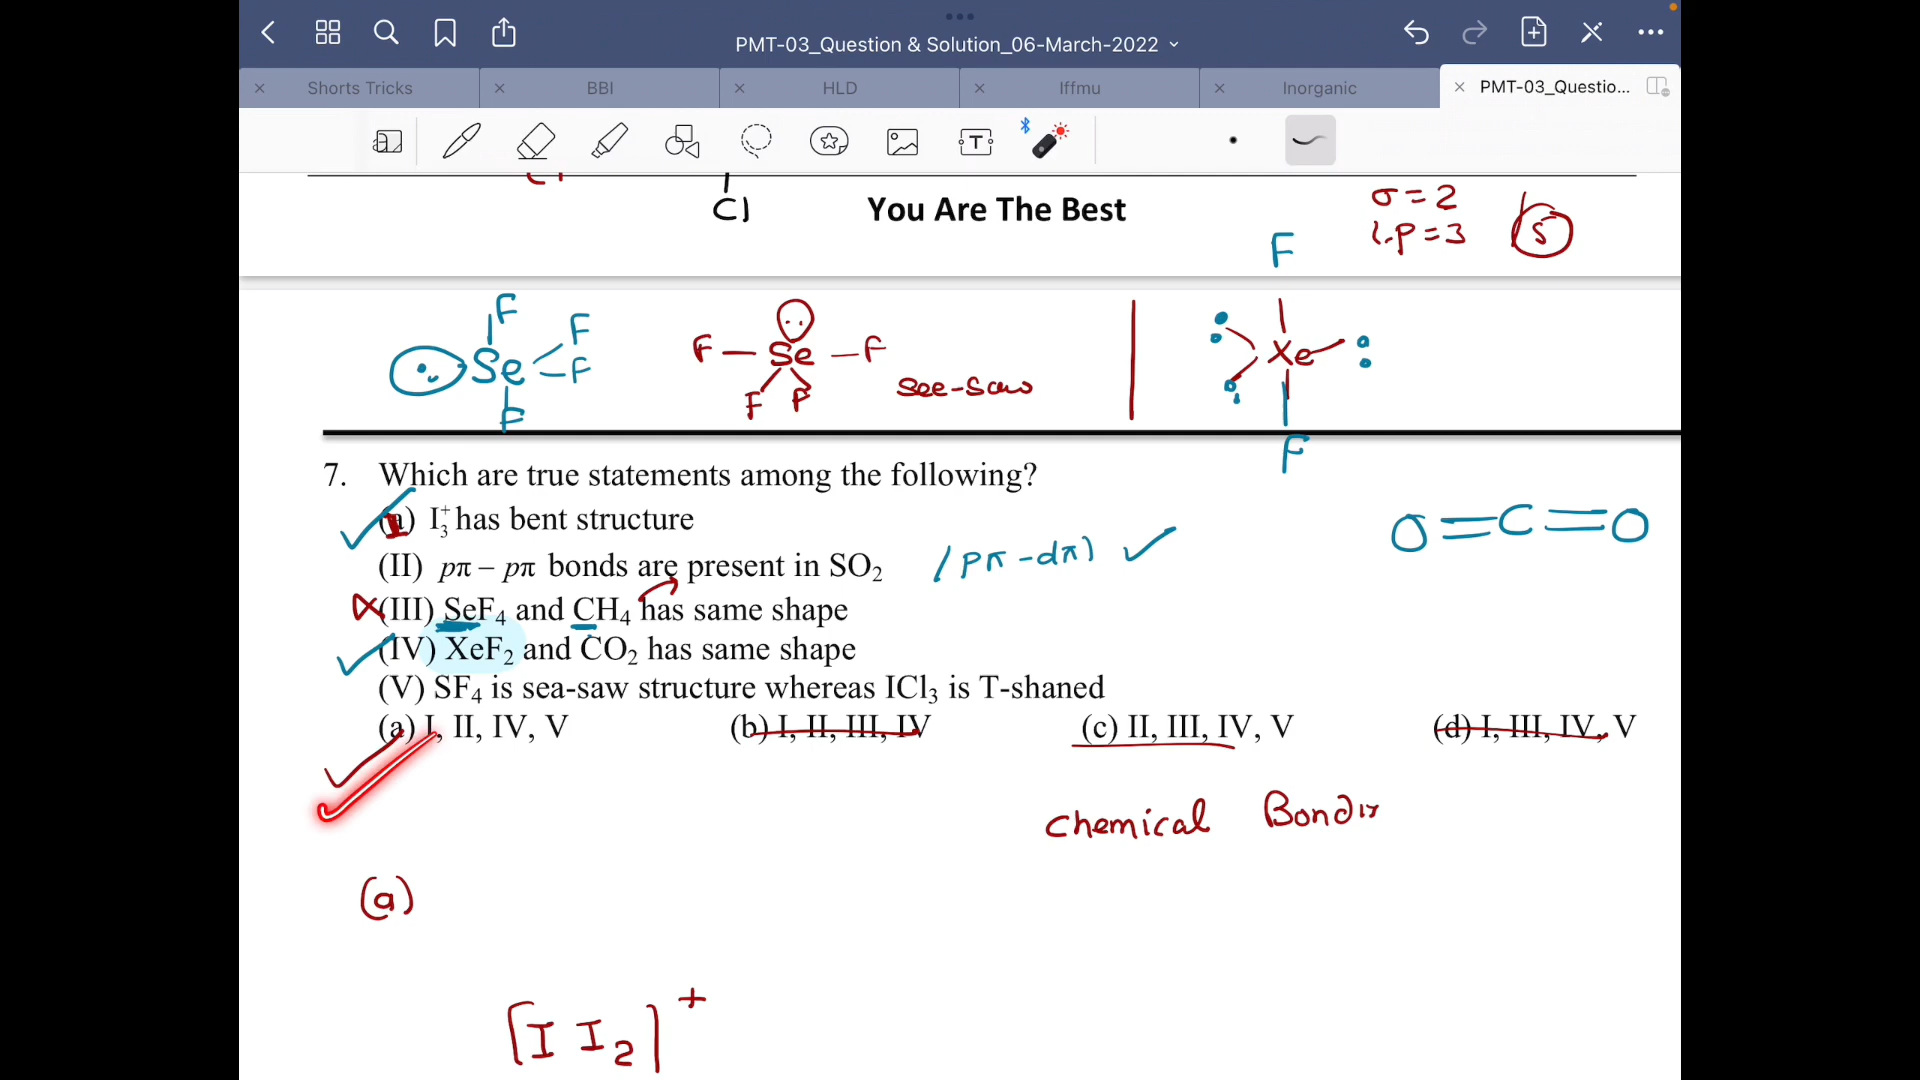 PMT-03_Question & Solution_06-March-2022
Shorts Tricks
BBI
HLD
Iffmu
Inorganic
PMT-03_Questio...
T
Cl
You Are The Best
σ = 2
l.p = 3
5
F
F
Se F
F
F
F — Se — F
F F
See-Saw
Xe
F
7. Which are true statements among the following?
(I) I₃⁺ has bent structure
(II) pπ – pπ bonds are present in SO₂ (pπ – dπ)
O = C = O
(III) SeF₄ and CH₄ has same shape
(IV) XeF₂ and CO₂ has same shape
(V) SF₄ is sea-saw structure whereas ICl₃ is T-shaned
(a) I, II, IV, V (b) I, II, III, IV (c) II, III, IV, V (d) I, III, IV, V
Chemical
(a)
[I I₂]⁺